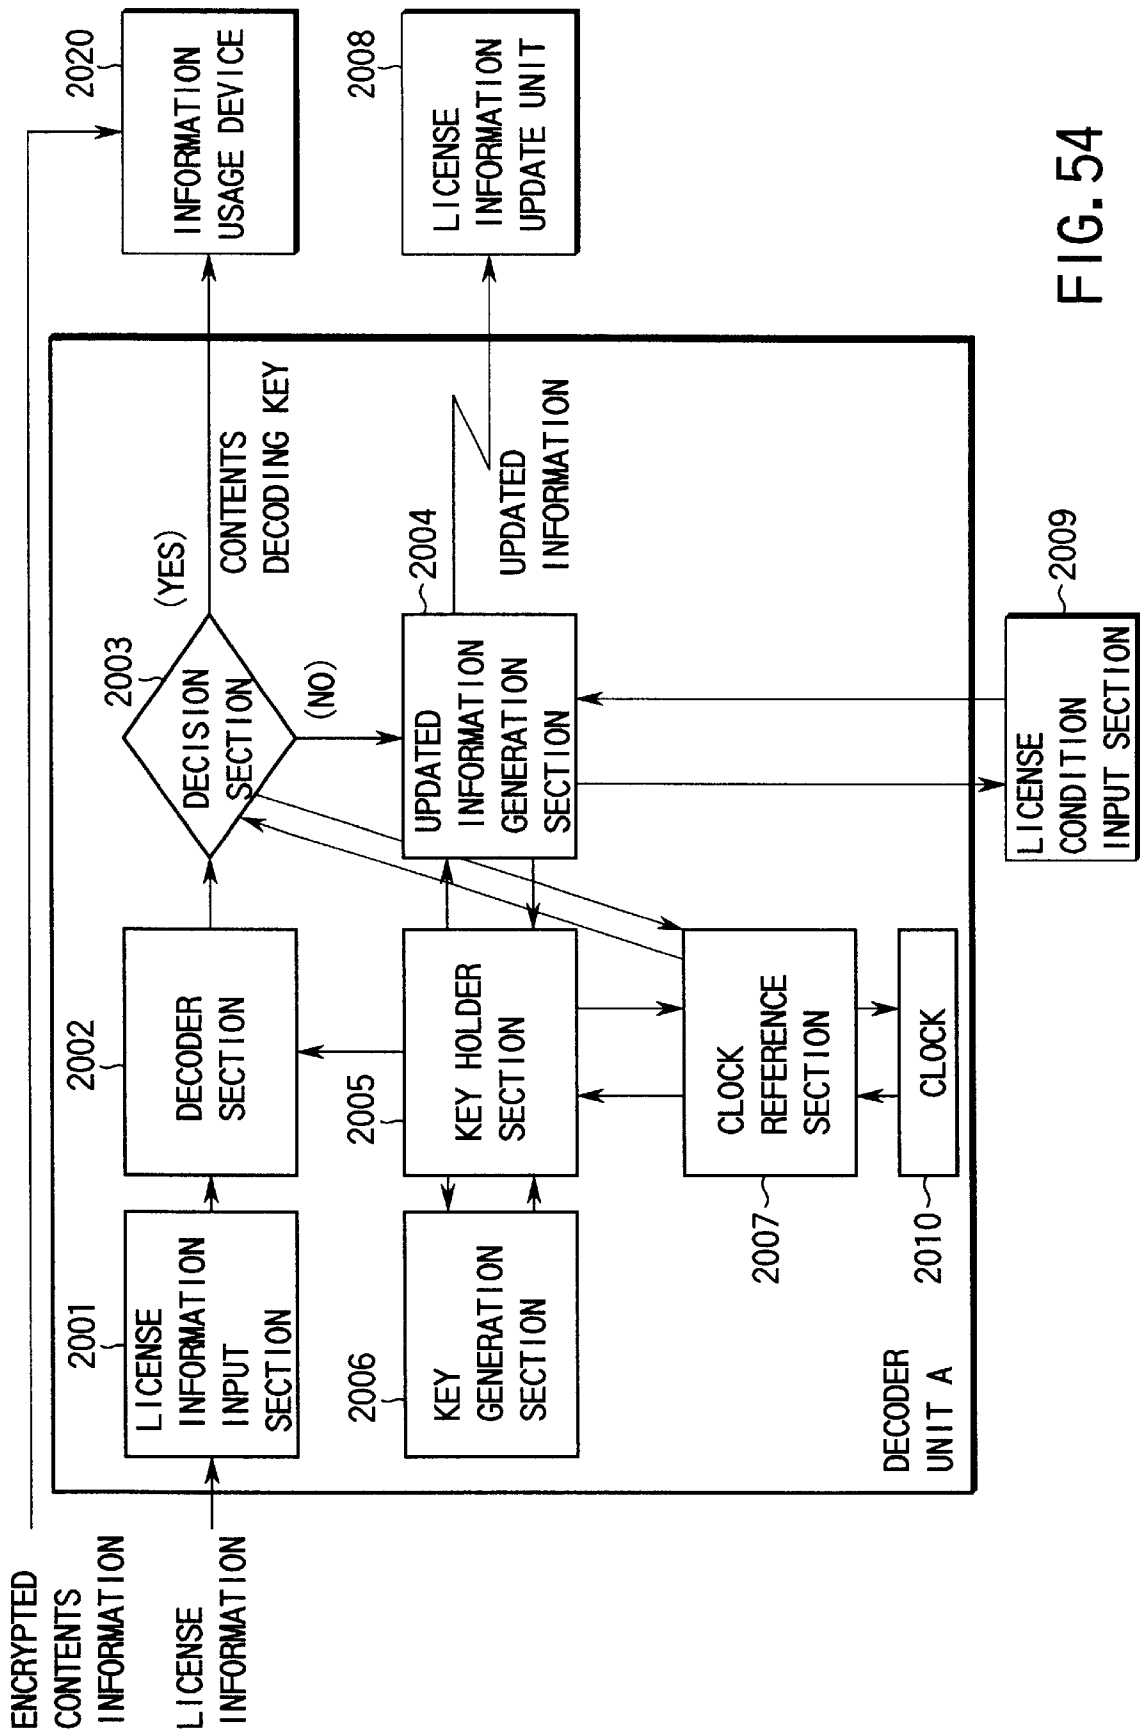 ENCRYPTED
CONTENTS
INFORMATION
LICENSE
INFORMATION
2001
LICENSE
INFORMATION
INPUT
SECTION
2002
DECODER
SECTION
2003
DECISION
SECTION
(YES)
CONTENTS
DECODING KEY
(NO)
2020
INFORMATION
USAGE DEVICE
2006
KEY
GENERATION
SECTION
2005
KEY HOLDER
SECTION
2004
UPDATED
INFORMATION
GENERATION
SECTION
UPDATED
INFORMATION
2008
LICENSE
INFORMATION
UPDATE UNIT
2007
CLOCK
REFERENCE
SECTION
2010
CLOCK
DECODER
UNIT A
2009
LICENSE
CONDITION
INPUT SECTION
FIG. 54